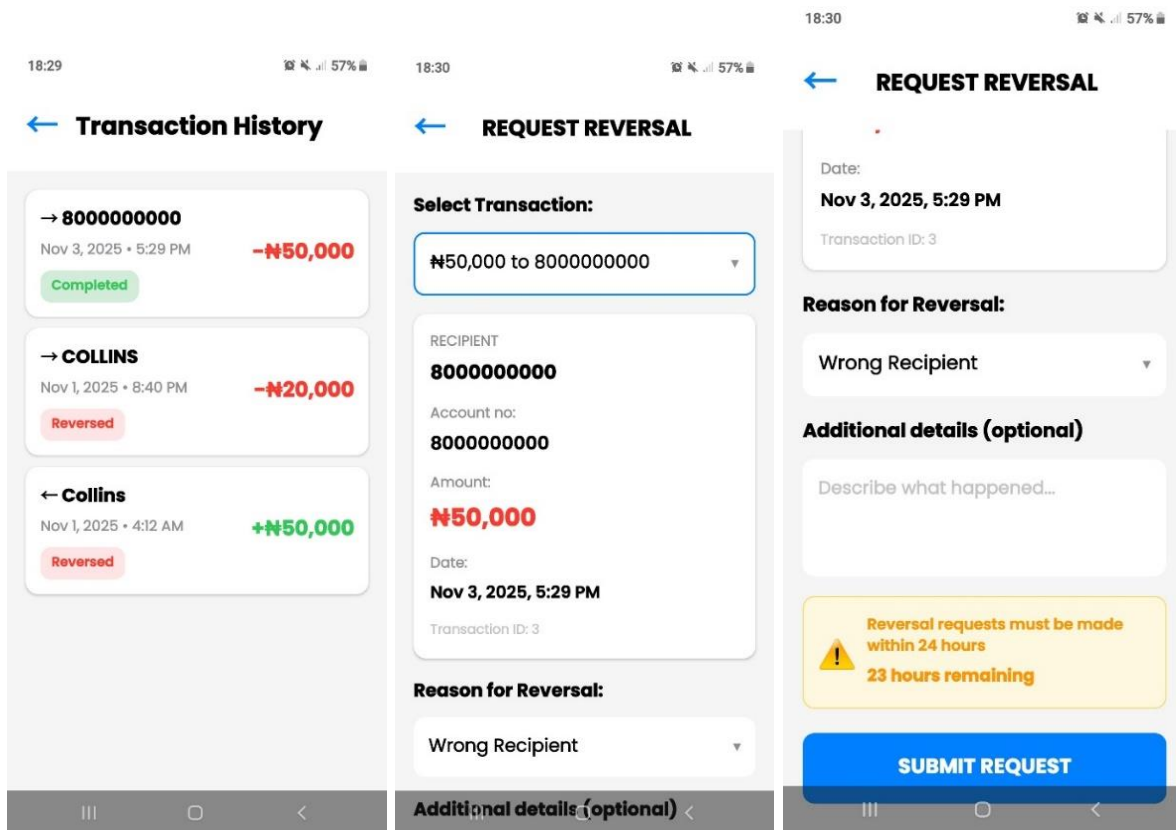 18:29
57%
← Transaction History
→ 8000000000
Nov 3, 2025 • 5:29 PM
-₦50,000
Completed
→ COLLINS
Nov 1, 2025 • 8:40 PM
-₦20,000
Reversed
← Collins
Nov 1, 2025 • 4:12 AM
+₦50,000
Reversed
18:30
57%
← REQUEST REVERSAL
Select Transaction:
₦50,000 to 8000000000
RECIPIENT
8000000000
Account no:
8000000000
Amount:
₦50,000
Date:
Nov 3, 2025, 5:29 PM
Transaction ID: 3
Reason for Reversal:
Wrong Recipient
Additional details (optional)
18:30
57%
← REQUEST REVERSAL
Date:
Nov 3, 2025, 5:29 PM
Transaction ID: 3
Reason for Reversal:
Wrong Recipient
Additional details (optional)
Describe what happened...
Reversal requests must be made
within 24 hours
23 hours remaining
SUBMIT REQUEST